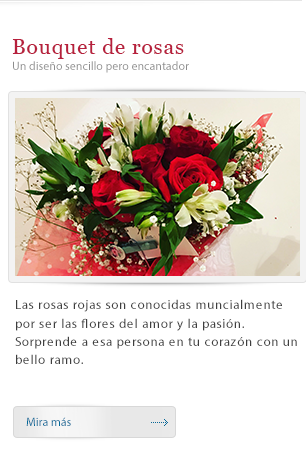 Bouquet de rosas
Un diseño sencillo pero encantador
Las rosas rojas son conocidas muncialmente
por ser las flores del amor y la pasión.
Sorprende a esa persona en tu corazón con un
bello ramo.
Mira más